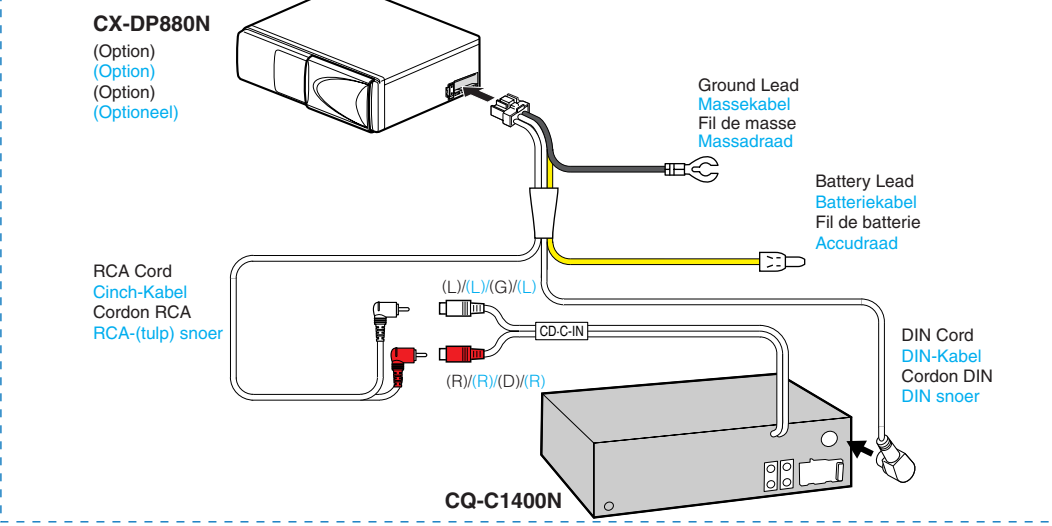 CX-DP880N
(Option)
(Option)
(Option)
(Optioneel)
Ground Lead
Massekabel
Fil de masse
Massadraad
Battery Lead
Batteriekabel
Fil de batterie
Accudraad
RCA Cord
Cinch-Kabel
Cordon RCA
RCA-(tulp) snoer
(L)/(L)/(G)/(L)
CD·C-IN
(R)/(R)/(D)/(R)
DIN Cord
DIN-Kabel
Cordon DIN
DIN snoer
CQ-C1400N